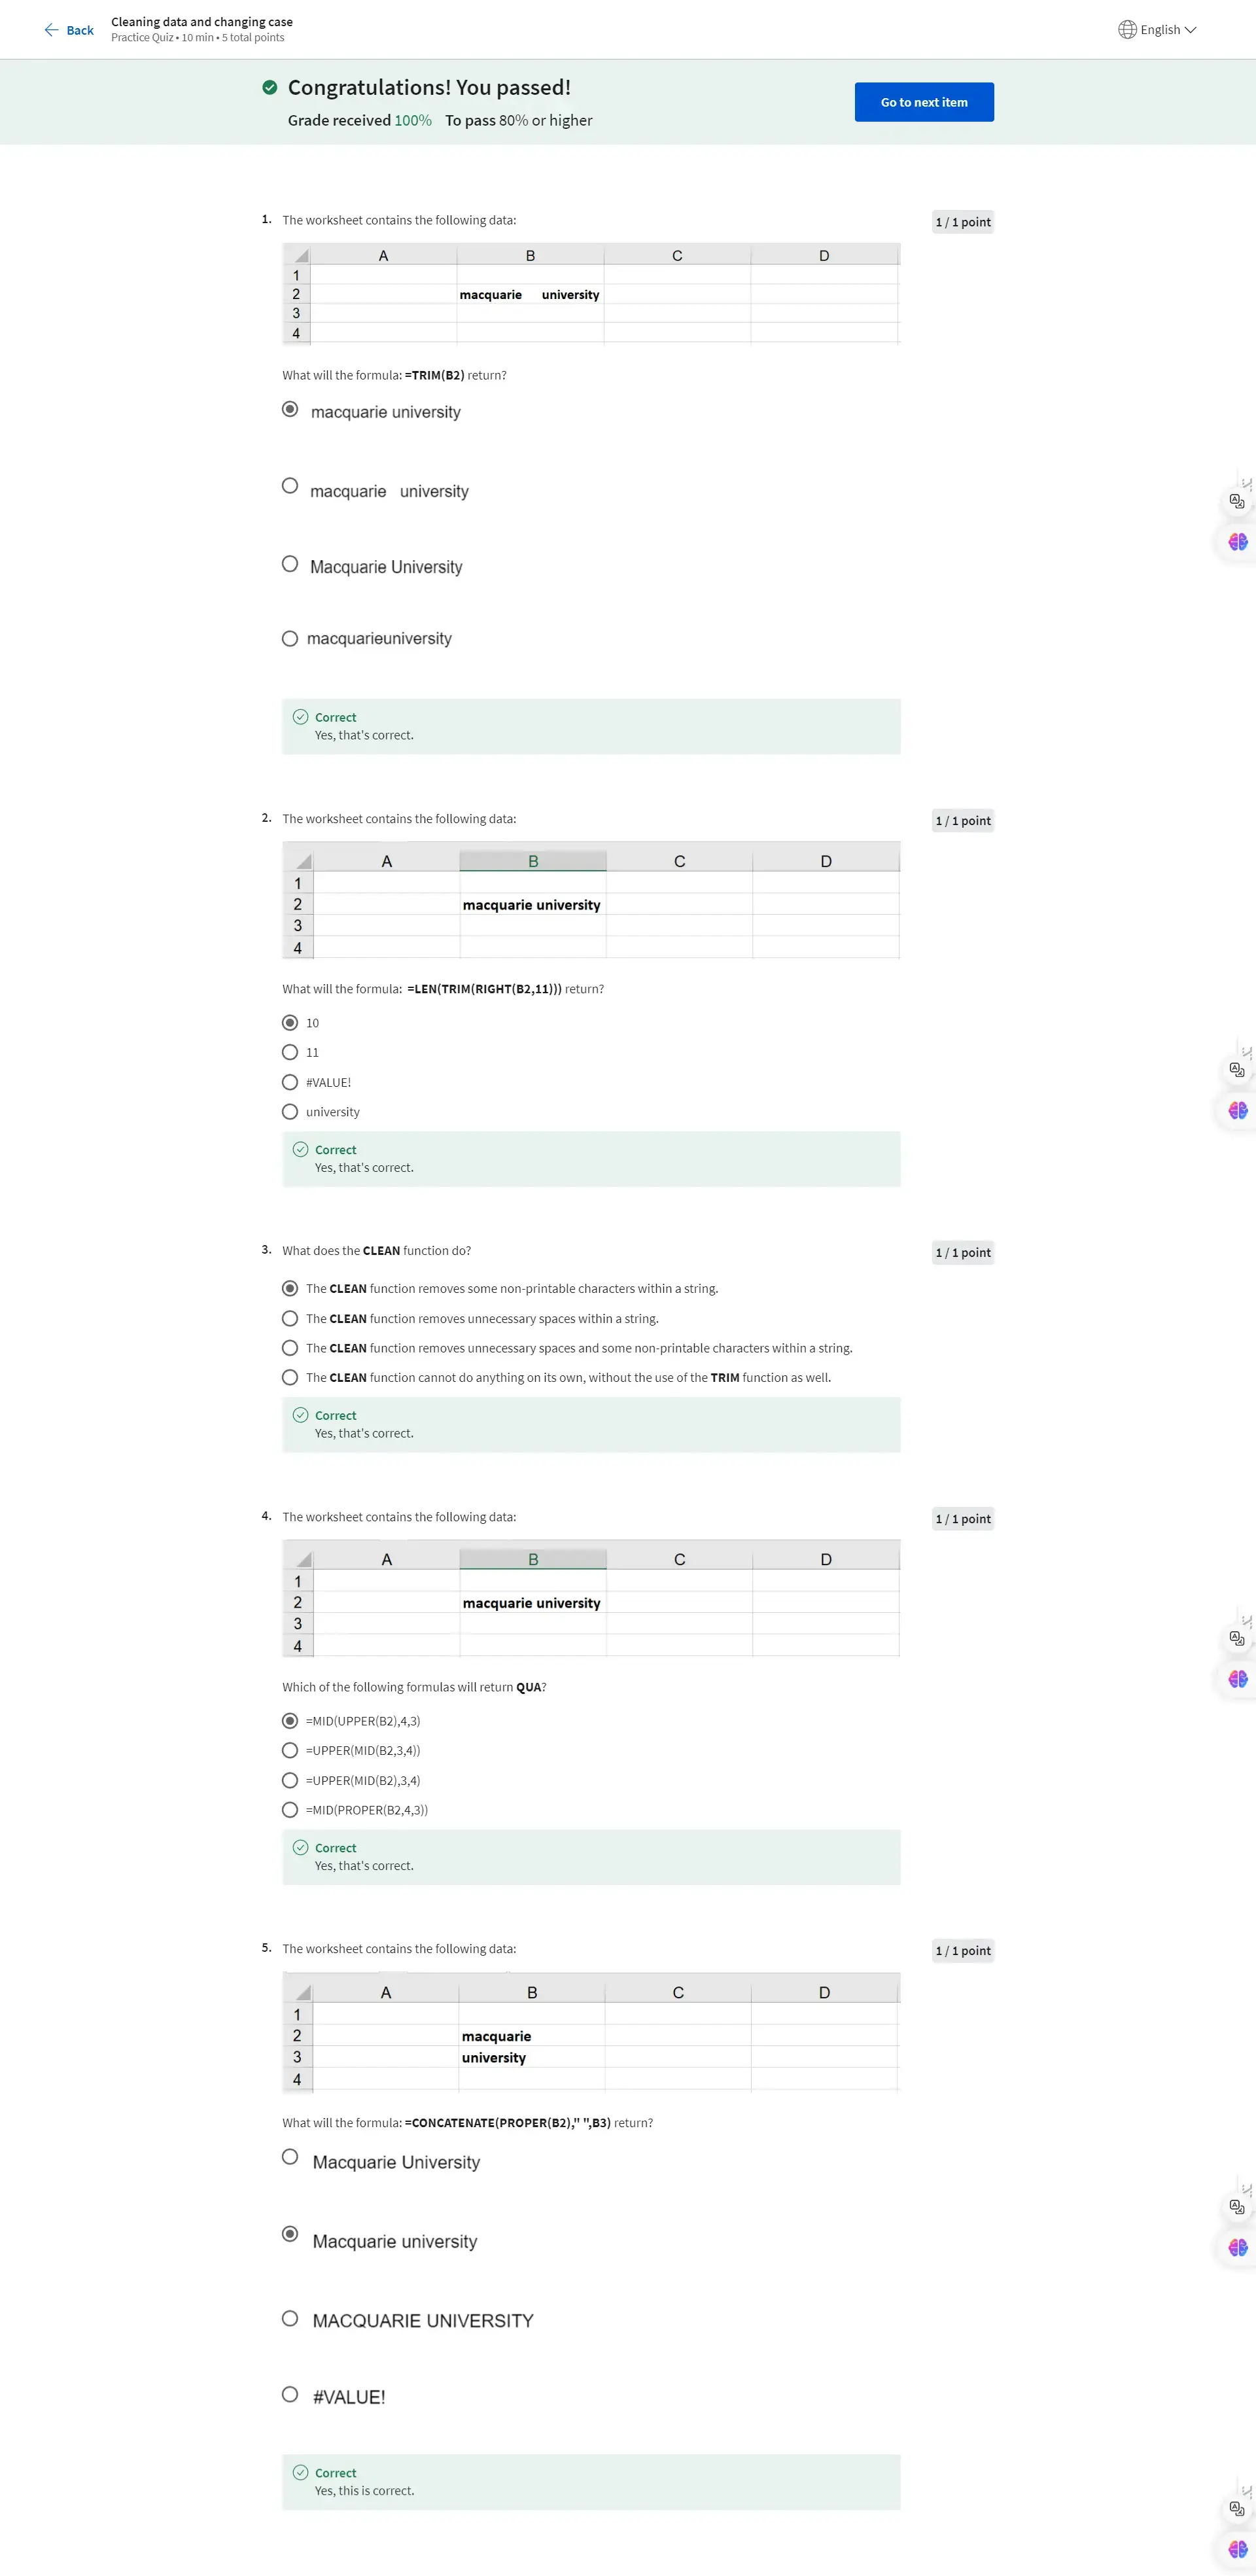 Back
Cleaning data and changing case
Practice Quiz • 10 min • 5 total points
English
Congratulations! You passed!
Grade received 100% To pass 80% or higher
Go to next item
1. The worksheet contains the following data:
1 / 1 point
A B C D
1
2 macquarie university
3
4
What will the formula: =TRIM(B2) return?
macquarie university
macquarie university
Macquarie University
macquarieuniversity
Correct
Yes, that's correct.
2. The worksheet contains the following data:
1 / 1 point
A B C D
1
2 macquarie university
3
4
What will the formula: =LEN(TRIM(RIGHT(B2,11))) return?
10
11
#VALUE!
university
Correct
Yes, that's correct.
3. What does the CLEAN function do?
1 / 1 point
The CLEAN function removes some non-printable characters within a string.
The CLEAN function removes unnecessary spaces within a string.
The CLEAN function removes unnecessary spaces and some non-printable characters within a string.
The CLEAN function cannot do anything on its own, without the use of the TRIM function as well.
Correct
Yes, that's correct.
4. The worksheet contains the following data:
1 / 1 point
A B C D
1
2 macquarie university
3
4
Which of the following formulas will return QUA?
=MID(UPPER(B2),4,3)
=UPPER(MID(B2,3,4))
=UPPER(MID(B2),3,4)
=MID(PROPER(B2,4,3))
Correct
Yes, that's correct.
5. The worksheet contains the following data:
1 / 1 point
A B C D
1
2 macquarie
3 university
4
What will the formula: =CONCATENATE(PROPER(B2)," ",B3) return?
Macquarie University
Macquarie university
MACQUARIE UNIVERSITY
#VALUE!
Correct
Yes, this is correct.